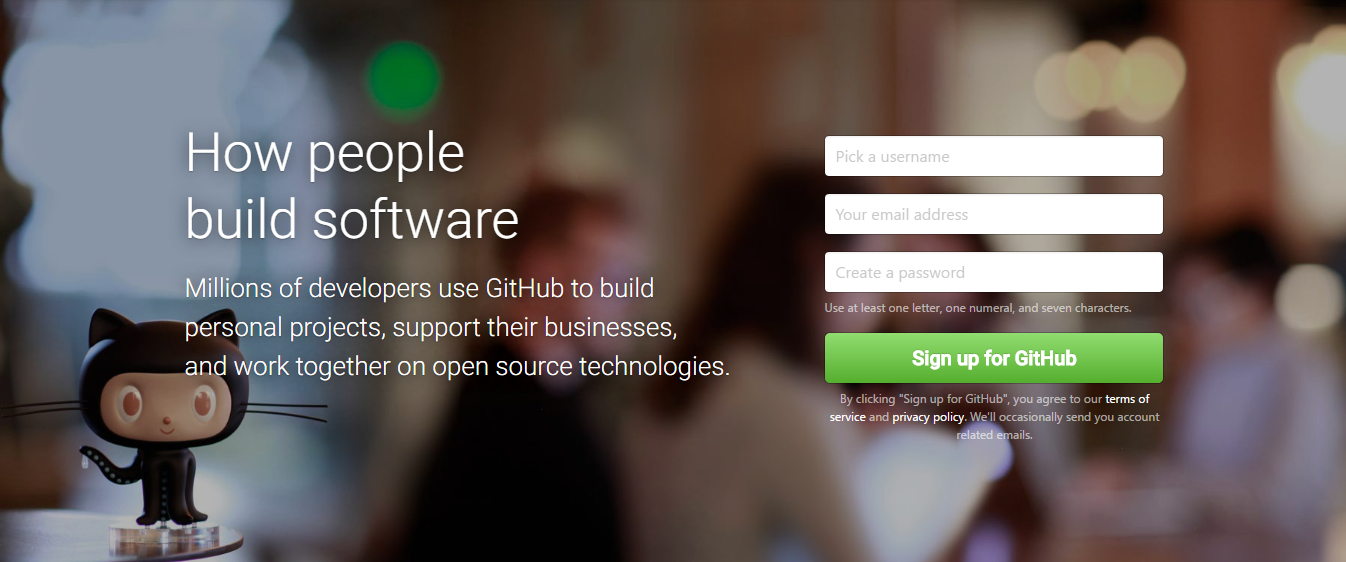 How people
build software
Millions of developers use GitHub to build
personal projects, support their businesses,
and work together on open source technologies.
Pick a username
Your email address
Create a password
Use at least one letter, one numeral, and seven characters.
Sign up for GitHub
By clicking "Sign up for GitHub", you agree to our terms of
service and privacy policy. We'll occasionally send you account
related emails.